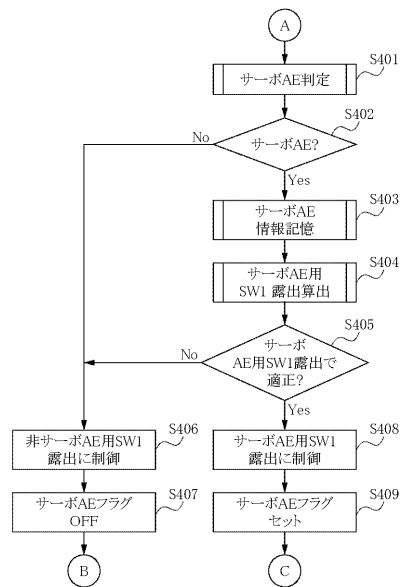 A
サーボAE判定
S401
サーボAE?
S402
No
Yes
サーボAE
情報記憶
S403
サーボAE用
SW1 露出算出
S404
サーボ
AE用SW1露出で
適正?
S405
No
Yes
非サーボAE用SW1
露出に制御
S406
サーボAE用SW1
露出に制御
S408
サーボAEフラグ
OFF
S407
サーボAEフラグ
セット
S409
B
C